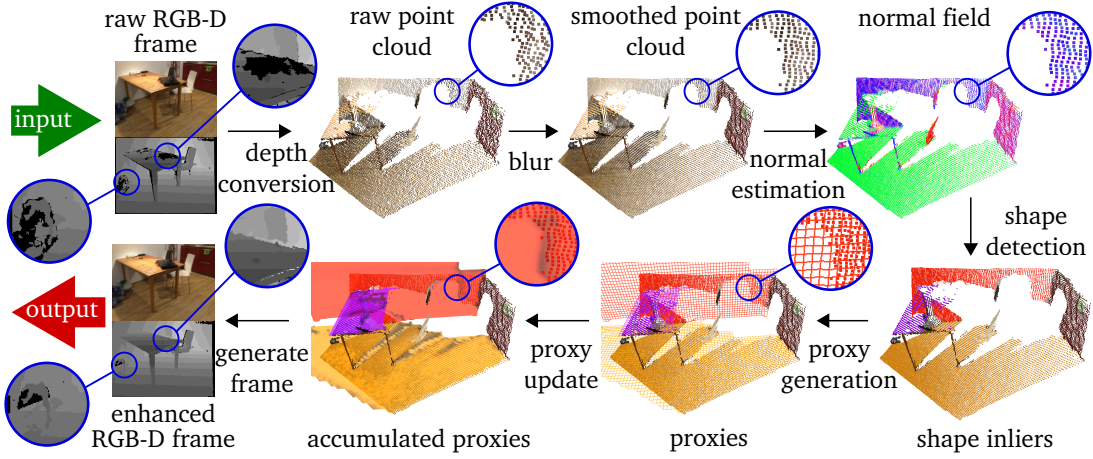 raw RGB-D
frame
raw point
cloud
smoothed point
cloud
normal field
input
depth
conversion
blur
normal
estimation
shape
detection
output
generate
frame
proxy
update
proxy
generation
enhanced
RGB-D frame
accumulated proxies
proxies
shape inliers